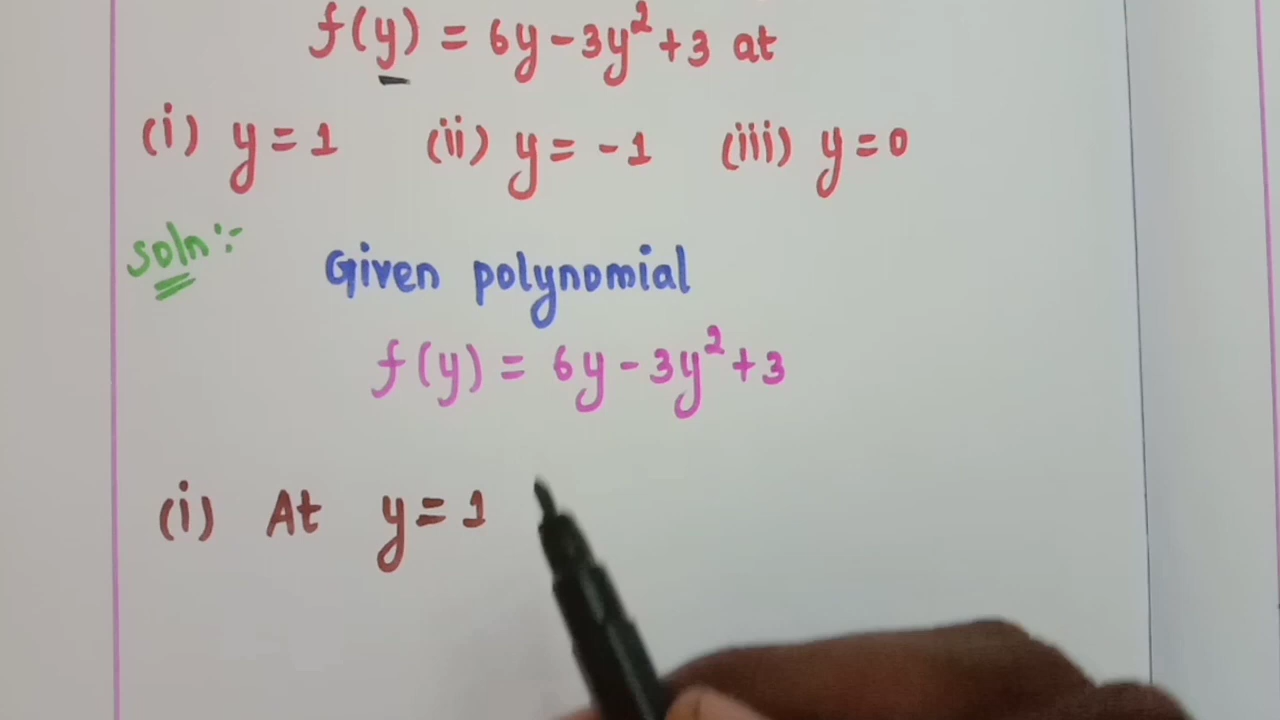 f(y) = 6y - 3y² + 3 at
(i) y = 1 (ii) y = -1 (iii) y = 0
Soln:-
Given polynomial
f(y) = 6y - 3y² + 3
(i) At y = 1